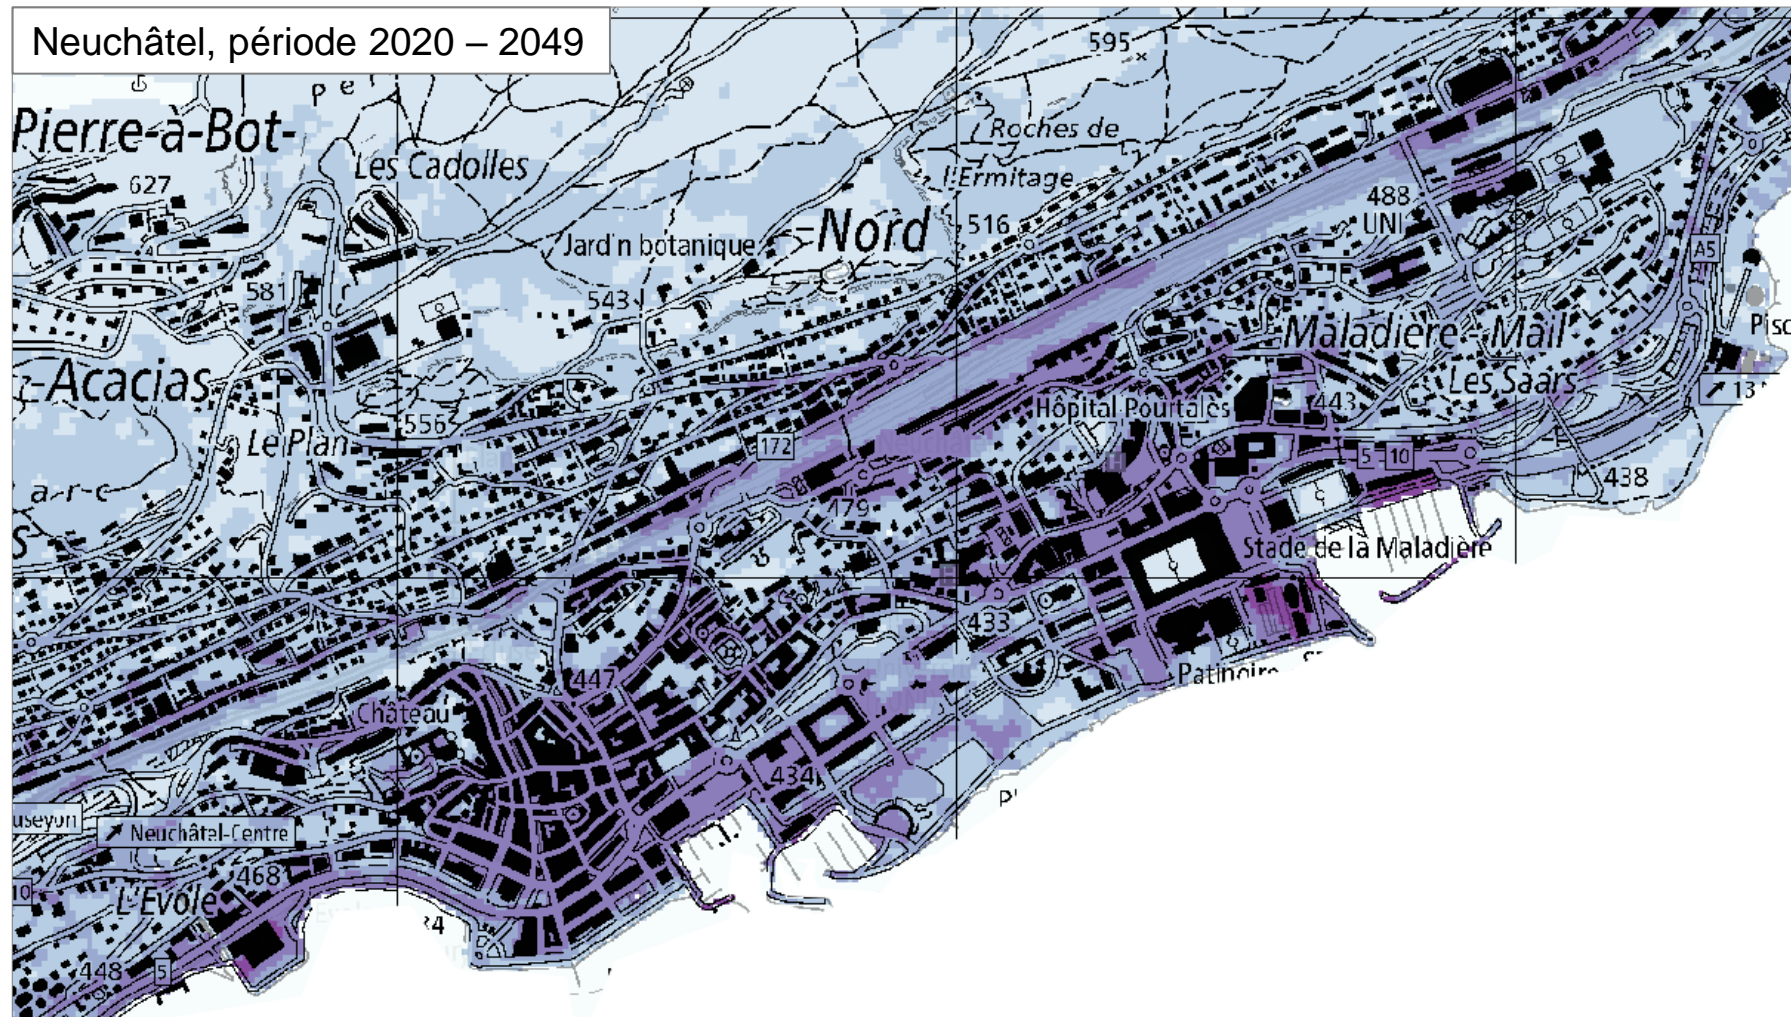 Neuchâtel, période 2020 – 2049
595
Pierre-à-Bot-
Roches de
l'Ermitage
Les Cadolles
627
488
UNI
-Nord
516
Jardin botanique
A5
581
543
Pisc
Maladière-Mail
-Acacias
Les Saars
13
Hôpital Pourtalès
443
556
Le Plan
172
5
10
438
479
Stade de la Maladière
433
Patinoire
447
Château
434
Neuchâtel-Centre
10
468
L'Evole
448
5